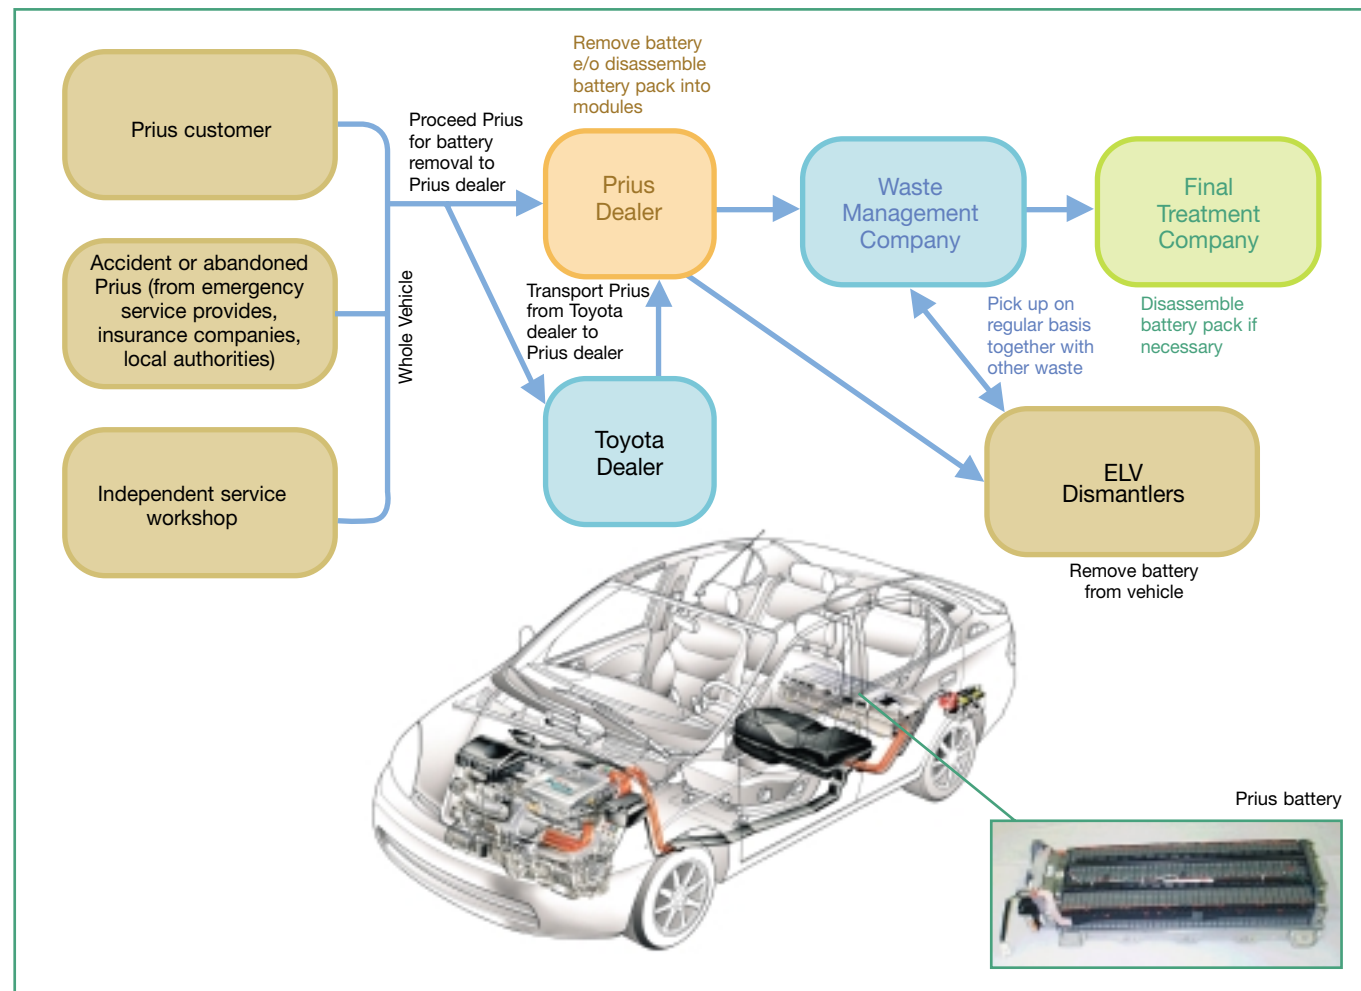 Remove battery
e/o disassemble
battery pack into
modules
Prius customer
Proceed Prius
for battery
removal to
Prius dealer
Prius
Dealer
Waste
Management
Company
Final
Treatment
Company
Accident or abandoned
Prius (from emergency
service provides,
insurance companies,
local authorities)
Whole Vehicle
Transport Prius
from Toyota
dealer to
Prius dealer
Pick up on
regular basis
together with
other waste
Disassemble
battery pack if
necessary
Independent service
workshop
Toyota
Dealer
ELV
Dismantlers
Remove battery
from vehicle
Prius battery